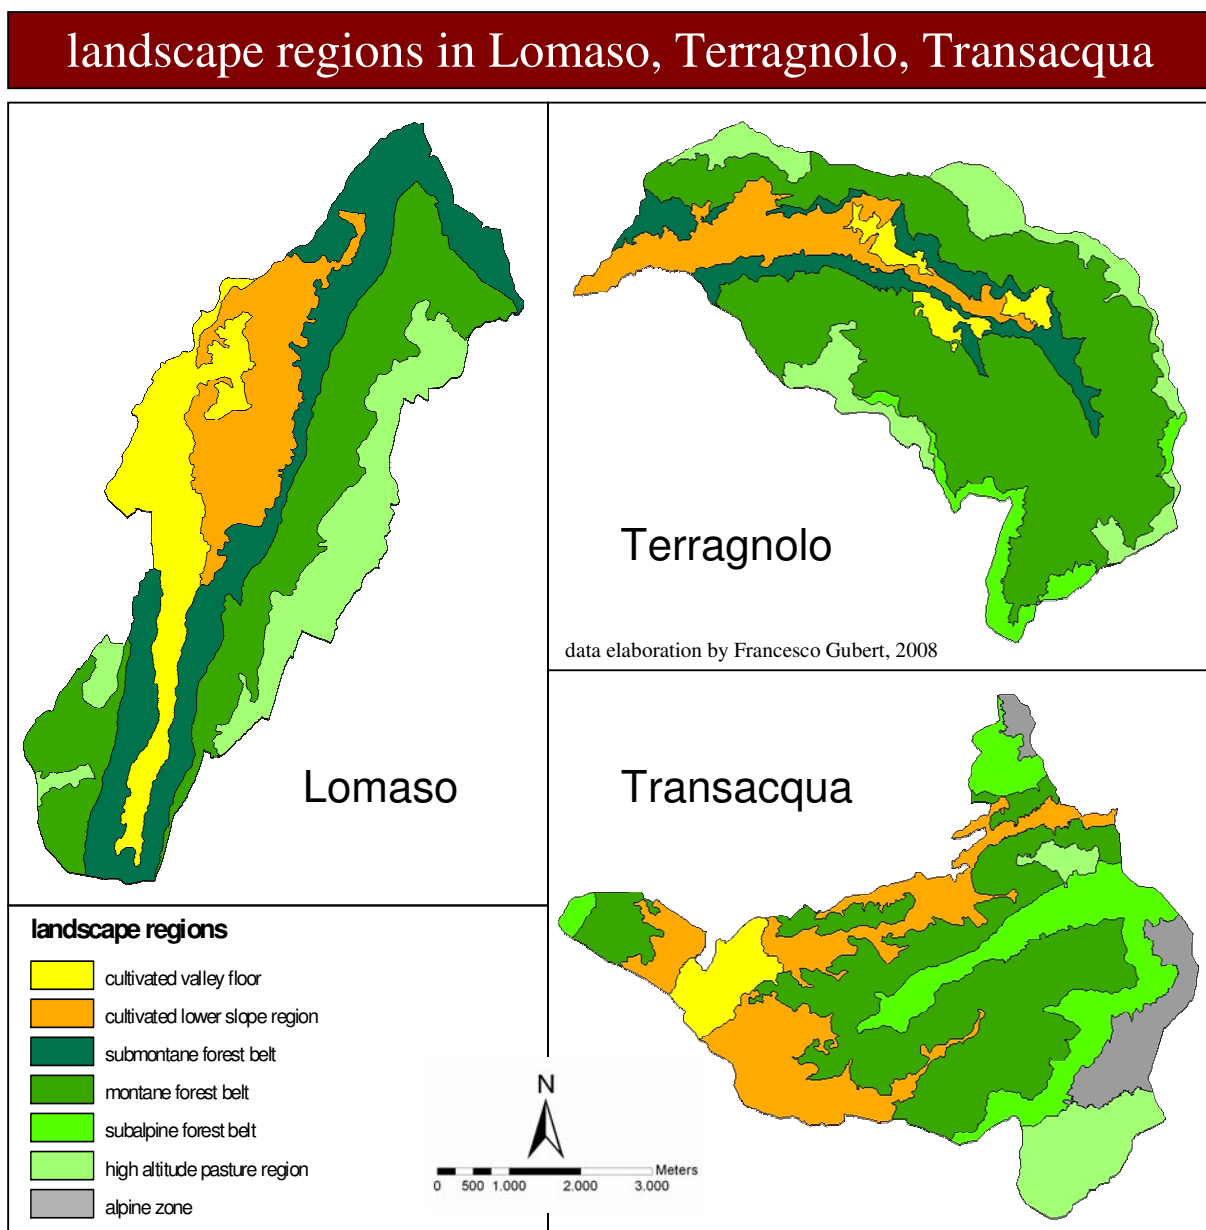 landscape regions in Lomaso, Terragnolo, Transacqua
Lomaso
Terragnolo
data elaboration by Francesco Gubert, 2008
Transacqua
landscape regions
cultivated valley floor
cultivated lower slope region
submontane forest belt
montane forest belt
subalpine forest belt
high altitude pasture region
alpine zone
N
Meters
0 500 1.000 2.000 3.000